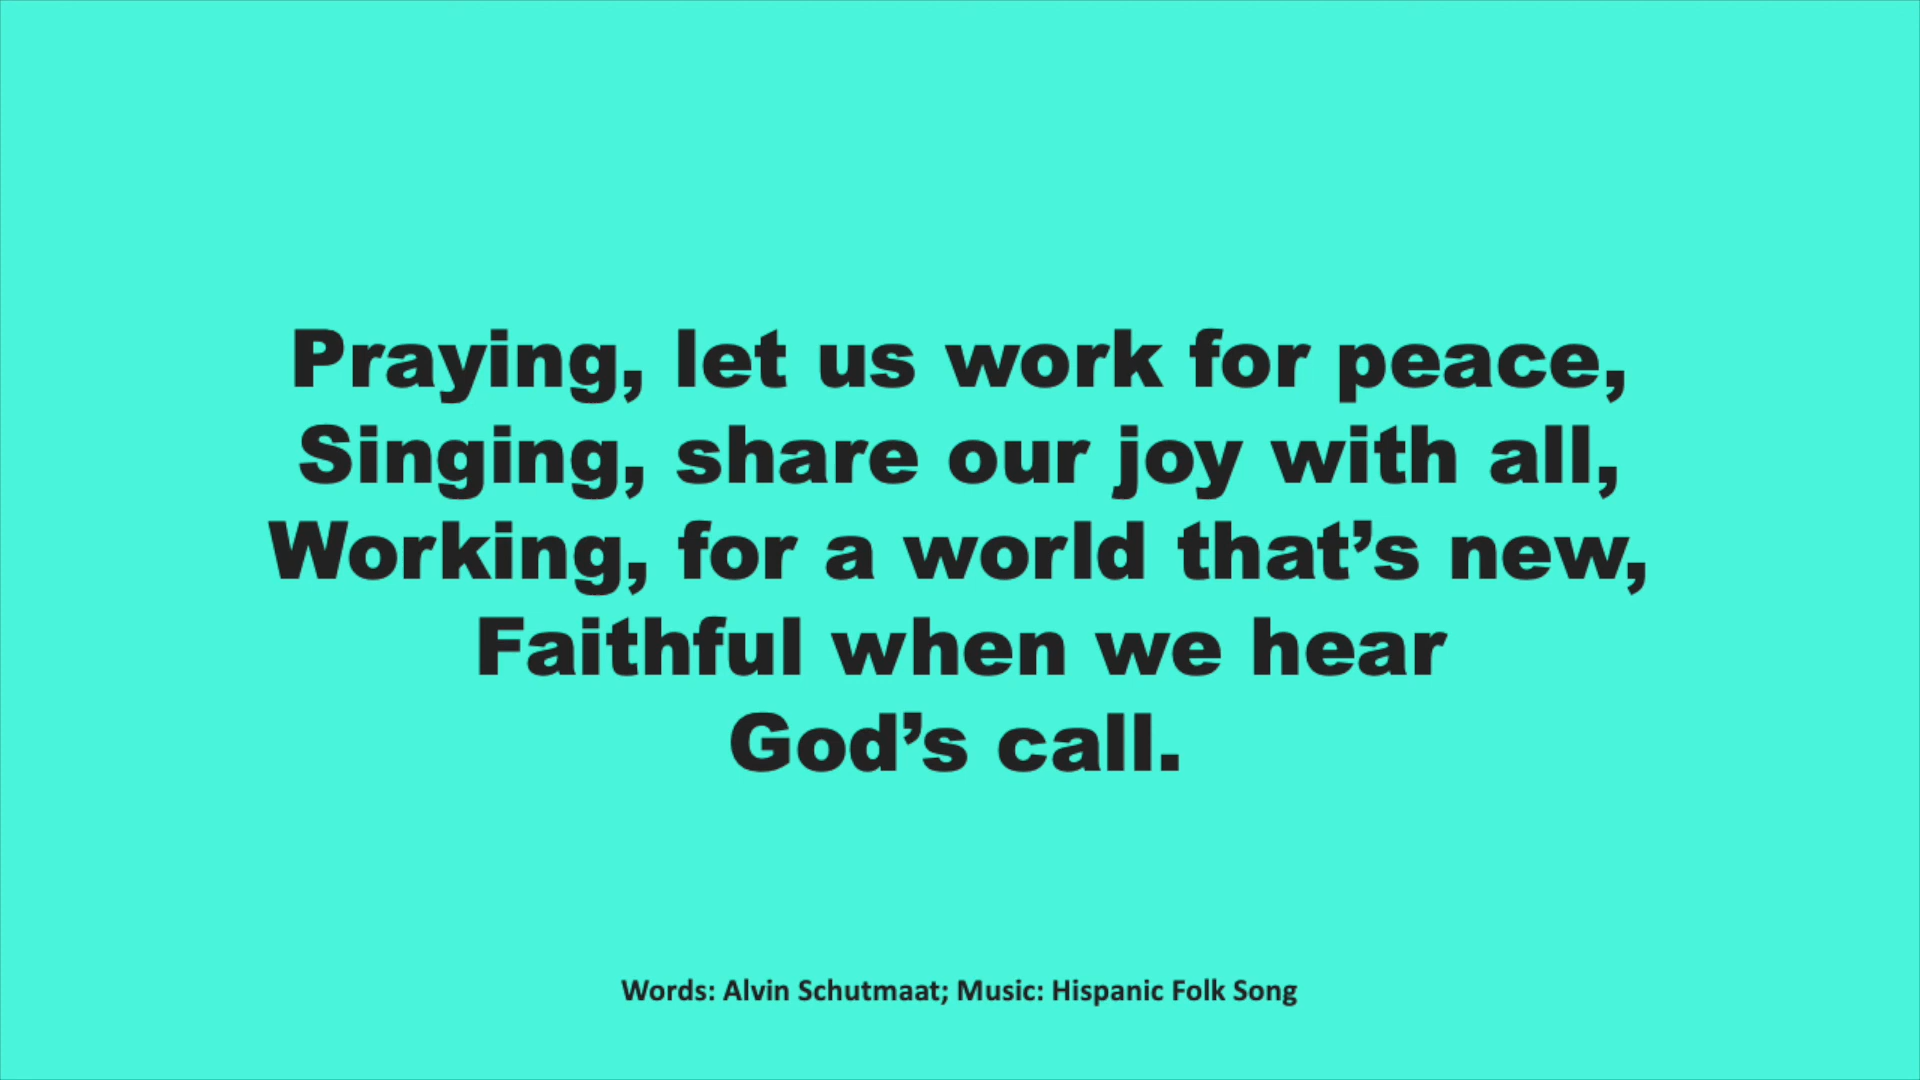 Praying, let us work for peace,
Singing, share our joy with all,
Working, for a world that’s new,
Faithful when we hear
God’s call.
Words: Alvin Schutmaat; Music: Hispanic Folk Song